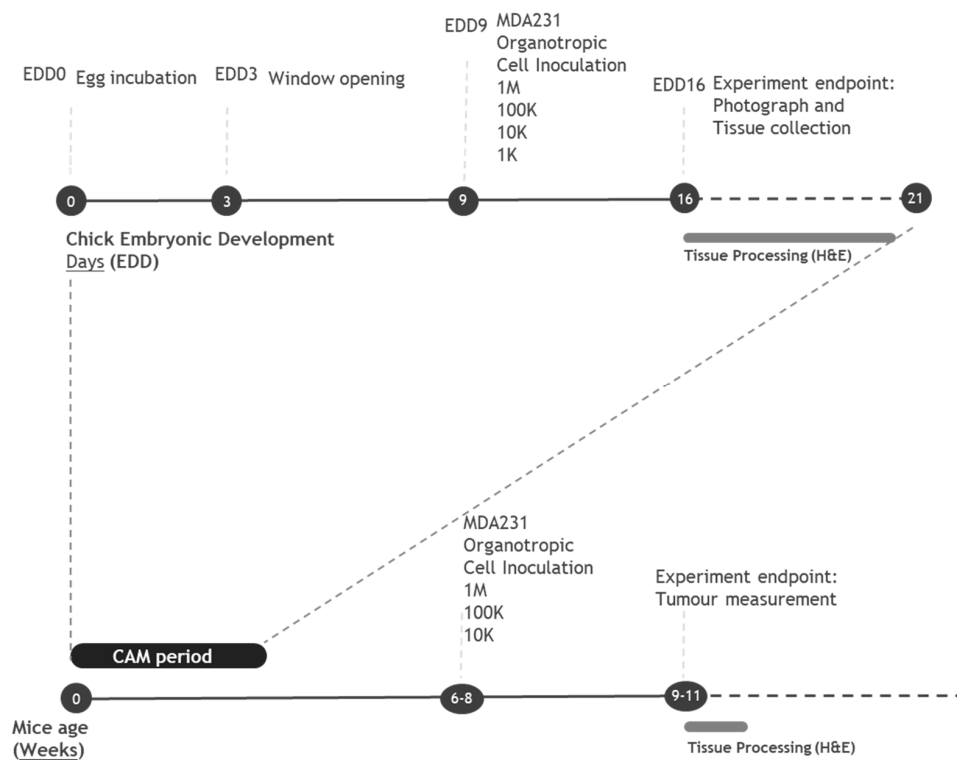 EDD0 Egg incubation
EDD3 Window opening
EDD9 MDA231
Organotropic
Cell Inoculation
1M
100K
10K
1K
EDD16 Experiment endpoint:
Photograph and
Tissue collection
0
3
9
16
21
Chick Embryonic Development
Days (EDD)
Tissue Processing (H&E)
MDA231
Organotropic
Cell Inoculation
1M
100K
10K
Experiment endpoint:
Tumour measurement
CAM period
0
6-8
9-11
Mice age
(Weeks)
Tissue Processing (H&E)